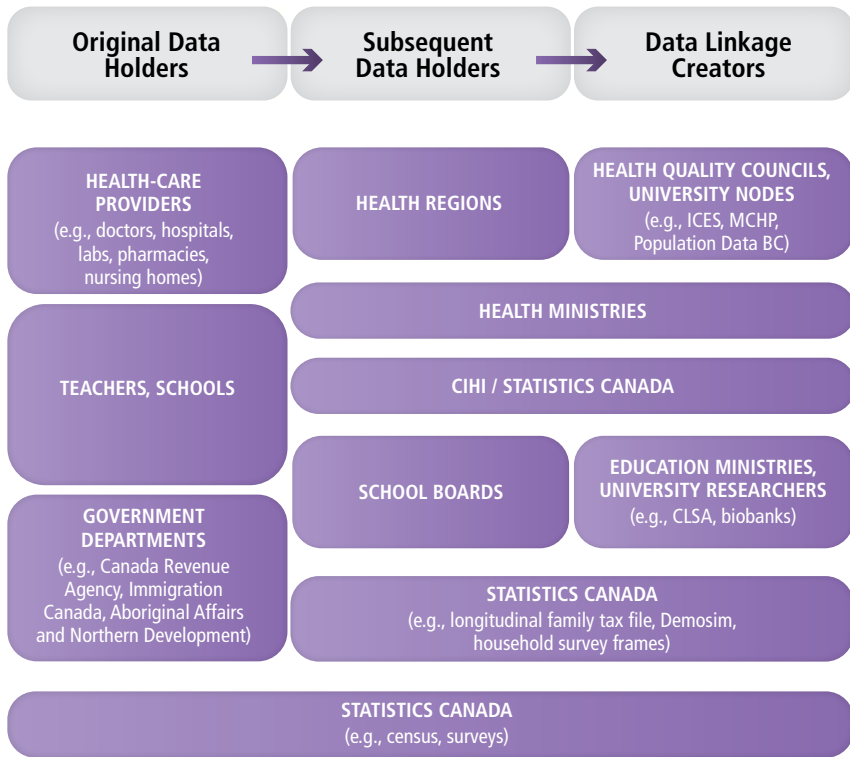 Original Data
Holders
Subsequent
Data Holders
Data Linkage
Creators
HEALTH-CARE
PROVIDERS
(e.g., doctors, hospitals,
labs, pharmacies,
nursing homes)
HEALTH REGIONS
HEALTH QUALITY COUNCILS,
UNIVERSITY NODES
(e.g., ICES, MCHP,
Population Data BC)
HEALTH MINISTRIES
TEACHERS, SCHOOLS
CIHI / STATISTICS CANADA
SCHOOL BOARDS
EDUCATION MINISTRIES,
UNIVERSITY RESEARCHERS
(e.g., CLSA, biobanks)
GOVERNMENT
DEPARTMENTS
(e.g., Canada Revenue
Agency, Immigration
Canada, Aboriginal Affairs
and Northern Development)
STATISTICS CANADA
(e.g., longitudinal family tax file, Demosim,
household survey frames)
STATISTICS CANADA
(e.g., census, surveys)